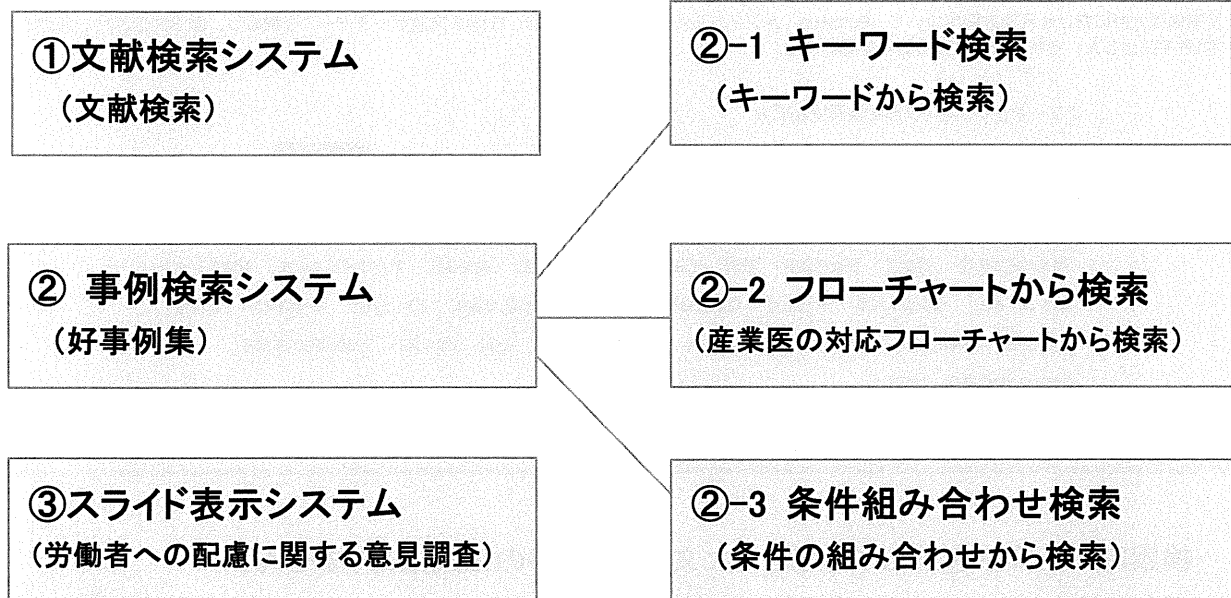 ①文献検索システム
(文献検索)
② 事例検索システム
(好事例集)
③スライド表示システム
(労働者への配慮に関する意見調査)
②-1 キーワード検索
(キーワードから検索)
②-2 フローチャートから検索
(産業医の対応フローチャートから検索)
②-3 条件組み合わせ検索
(条件の組み合わせから検索)